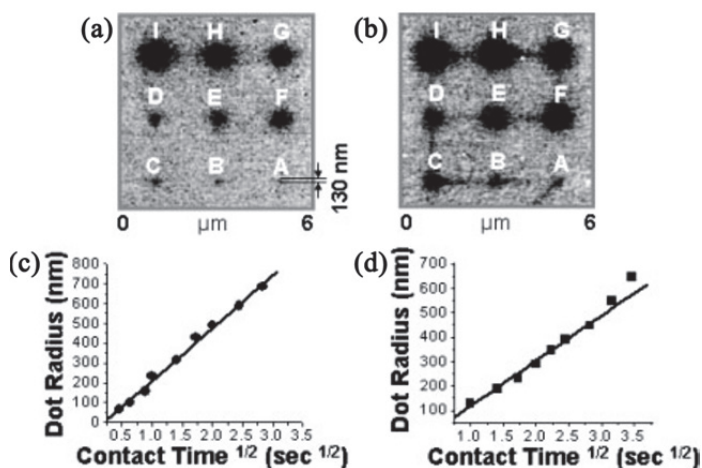 (a)
I H G
D E F
C B A
130 nm
0 μm 6
(b)
I H G
D E F
C B A
0 μm 6
(c)
Dot Radius (nm)
800
700
600
500
400
300
200
100
0
0.5 1.0 1.5 2.0 2.5 3.0 3.5
Contact Time 1/2 (sec 1/2)
(d)
Dot Radius (nm)
700
600
500
400
300
200
100
1.0 1.5 2.0 2.5 3.0 3.5
Contact Time 1/2 (sec 1/2)